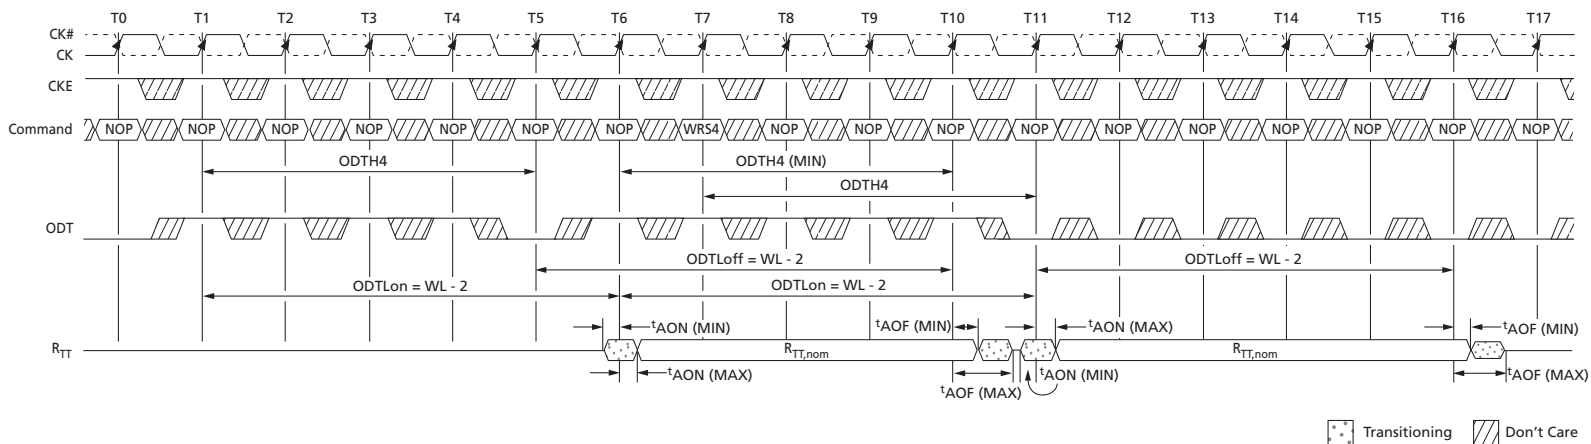 T0 T1 T2 T3 T4 T5 T6 T7 T8 T9 T10 T11 T12 T13 T14 T15 T16 T17
CK#
CK
CKE
Command NOP NOP NOP NOP NOP NOP NOP WRS4 NOP NOP NOP NOP NOP NOP NOP NOP NOP NOP
ODTH4 ODTH4 (MIN)
ODTH4
ODT
ODTLoff = WL - 2 ODTLoff = WL - 2
ODTLon = WL - 2 ODTLon = WL - 2
tAON (MIN) tAOF (MIN) tAON (MAX) tAOF (MIN)
RTT RTT,nom RTT,nom
tAON (MAX) tAOF (MAX) tAON (MIN) tAOF (MAX)
Transitioning Don't Care